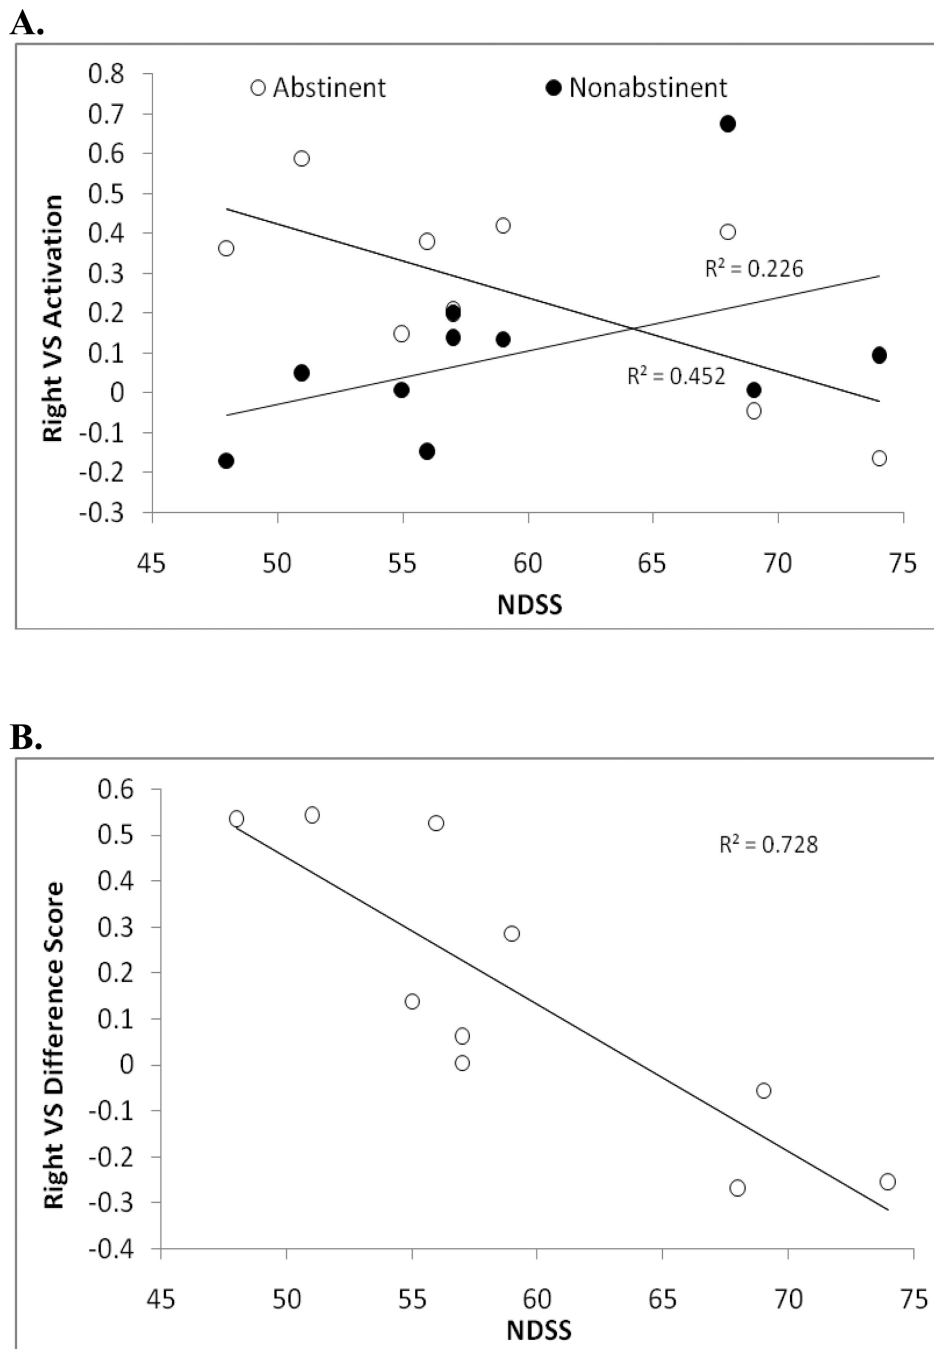 A.
0.8
Abstinent
Nonabstinent
0.7
0.6
0.5
0.4
0.3
R² = 0.226
0.2
0.1
R² = 0.452
0
-0.1
-0.2
-0.3
Right VS Activation
45 50 55 60 65 70 75
NDSS
B.
0.6
0.5
R² = 0.728
0.4
0.3
0.2
0.1
0
-0.1
-0.2
-0.3
-0.4
Right VS Difference Score
45 50 55 60 65 70 75
NDSS